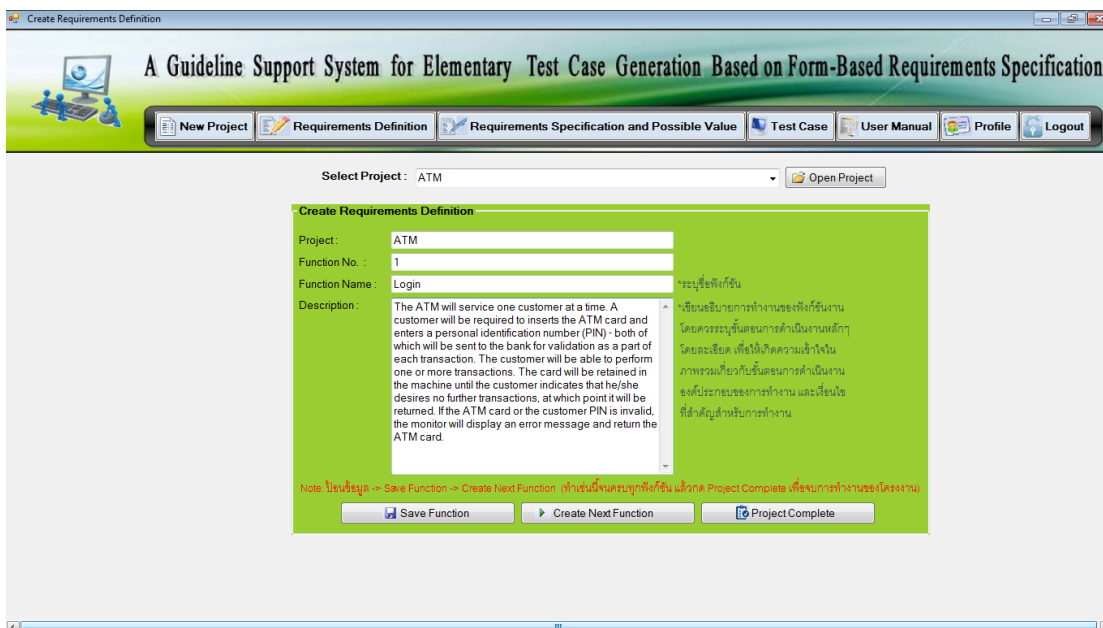 Create Requirements Definition
A Guideline Support System for Elementary Test Case Generation Based on Form-Based Requirements Specification
New Project Requirements Definition Requirements Specification and Possible Value Test Case User Manual Profile Logout
Select Project : ATM Open Project
Create Requirements Definition
Project : ATM
Function No. : 1
Function Name : Login *ระบุชื่อฟังก์ชัน
Description :
The ATM will service one customer at a time. A
customer will be required to inserts the ATM card and
enters a personal identification number (PIN) - both of
which will be sent to the bank for validation as a part of
each transaction. The customer will be able to perform
one or more transactions. The card will be retained in
the machine until the customer indicates that he/she
desires no further transactions, at which point it will be
returned. If the ATM card or the customer PIN is invalid,
the monitor will display an error message and return the
ATM card.
*เขียนอธิบายการทำงานของฟังก์ชันงาน
โดยควรระบุขั้นตอนการดำเนินงานหลักๆ
โดยละเอียด เพื่อให้เกิดความเข้าใจใน
ภาพรวมเกี่ยวกับขั้นตอนการดำเนินงาน
องค์ประกอบของการทำงาน และเงื่อนไข
ที่สำคัญสำหรับการทำงาน
Note: ป้อนข้อมูล -> Save Function -> Create Next Function (ทำเช่นนี้จนครบทุกฟังก์ชัน แล้วกด Project Complete เพื่อจบการทำงานของโครงงาน)
Save Function Create Next Function Project Complete